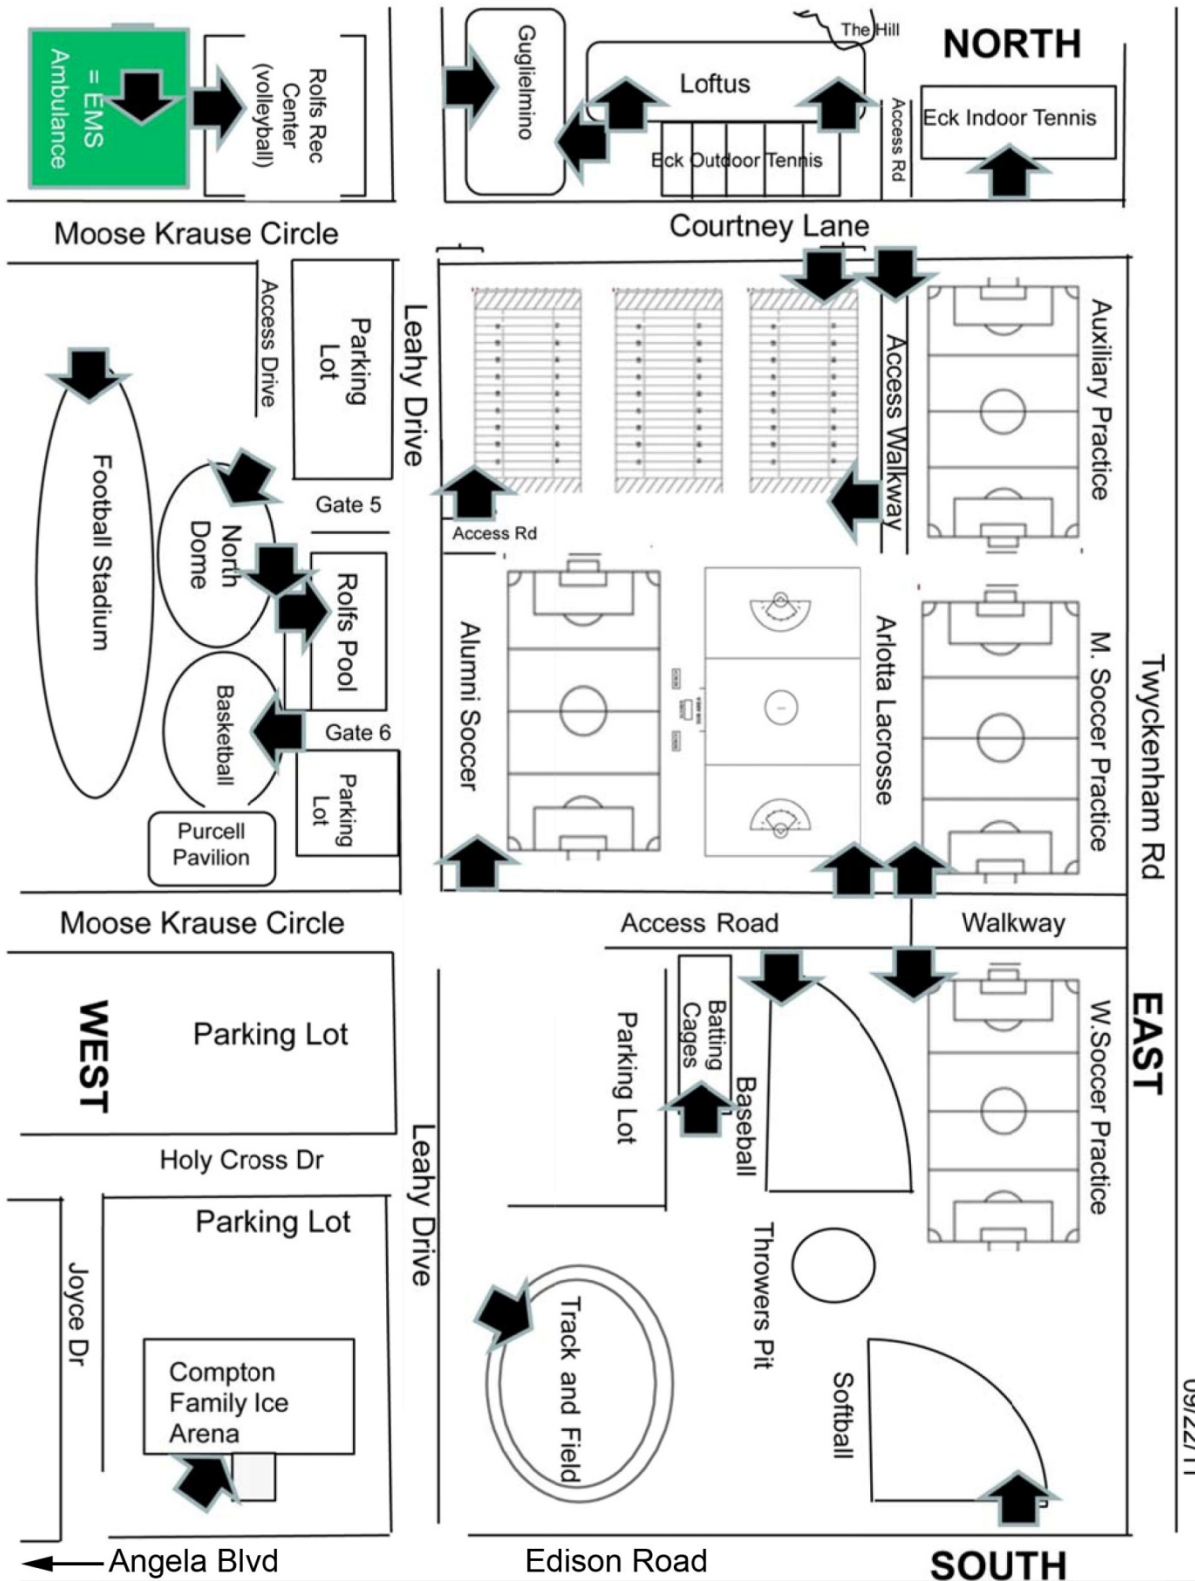 NORTH
The Hill
= EMS
Ambulance
Rolfs Rec
Center
(volleyball)
Guglielmino
Loftus
Eck Outdoor Tennis
Access Rd
Eck Indoor Tennis
Moose Krause Circle
Courtney Lane
Access Drive
Parking
Lot
Leahy Drive
Access Walkway
Auxiliary Practice
Football Stadium
North
Dome
Gate 5
Access Rd
Rolfs Pool
Alumni Soccer
Arlotta Lacrosse
M. Soccer Practice
Twyckenham Rd
Basketball
Gate 6
Parking
Lot
Purcell
Pavilion
Moose Krause Circle
Access Road
Walkway
WEST
Parking Lot
Parking Lot
Batting
Cages
Baseball
W.Soccer Practice
EAST
Holy Cross Dr
Leahy Drive
Parking Lot
Joyce Dr
Throwers Pit
Track and Field
Compton
Family Ice
Arena
Softball
09/22/11
Angela Blvd
Edison Road
SOUTH